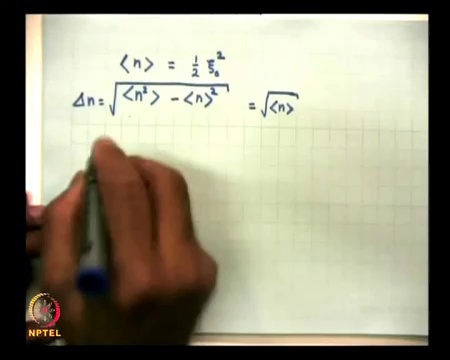 ⟨n⟩ = 1/2 ξ₀²
Δn = √(⟨n²⟩ - ⟨n⟩²) = √⟨n⟩
NPTEL